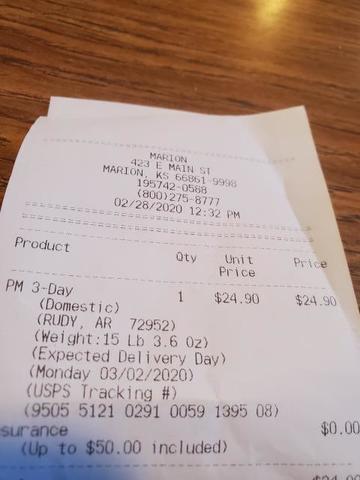 MARION
423 E MAIN ST
MARION, KS 66861-9998
195742-0588
(800)275-8777
02/28/2020 12:32 PM
Product Qty Unit Price Price
PM 3-Day 1 $24.90 $24.90
(Domestic)
(RUDY, AR 72952)
(Weight:15 Lb 3.6 Oz)
(Expected Delivery Day)
(Monday 03/02/2020)
(USPS Tracking #)
(9505 5121 0291 0059 1395 08)
surance $0.00
(Up to $50.00 included)